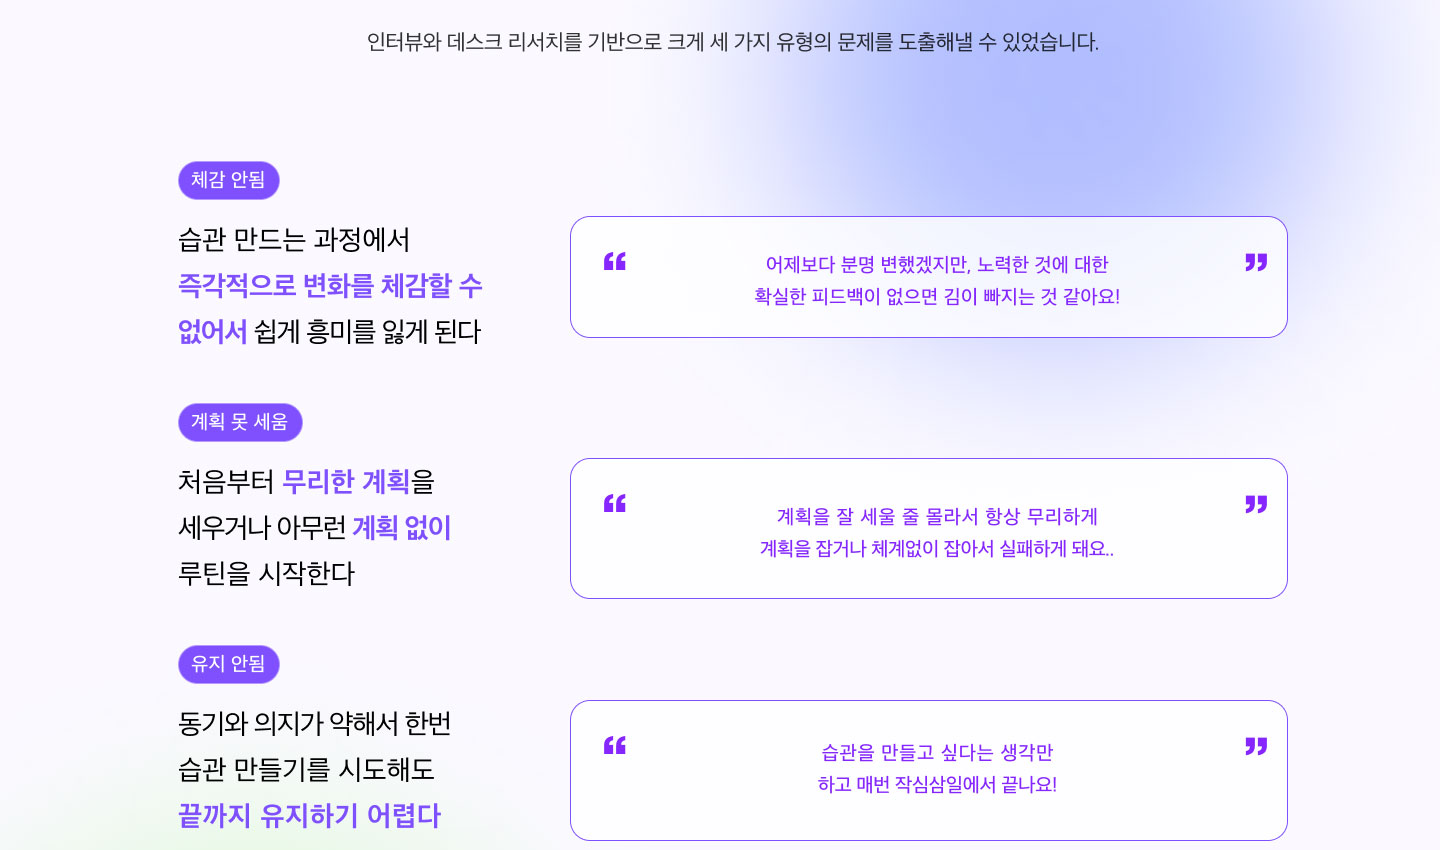 인터뷰와 데스크 리서치를 기반으로 크게 세 가지 유형의 문제를 도출해낼 수 있었습니다.
체감 안됨
습관 만드는 과정에서
즉각적으로 변화를 체감할 수
없어서 쉽게 흥미를 잃게 된다
“ 어제보다 분명 변했겠지만, 노력한 것에 대한 ”
확실한 피드백이 없으면 김이 빠지는 것 같아요!
계획 못 세움
처음부터 무리한 계획을
세우거나 아무런 계획 없이
루틴을 시작한다
“ 계획을 잘 세울 줄 몰라서 항상 무리하게 ”
계획을 잡거나 체계없이 잡아서 실패하게 돼요..
유지 안됨
동기와 의지가 약해서 한번
습관 만들기를 시도해도
끝까지 유지하기 어렵다
“ 습관을 만들고 싶다는 생각만 ”
하고 매번 작심삼일에서 끝나요!